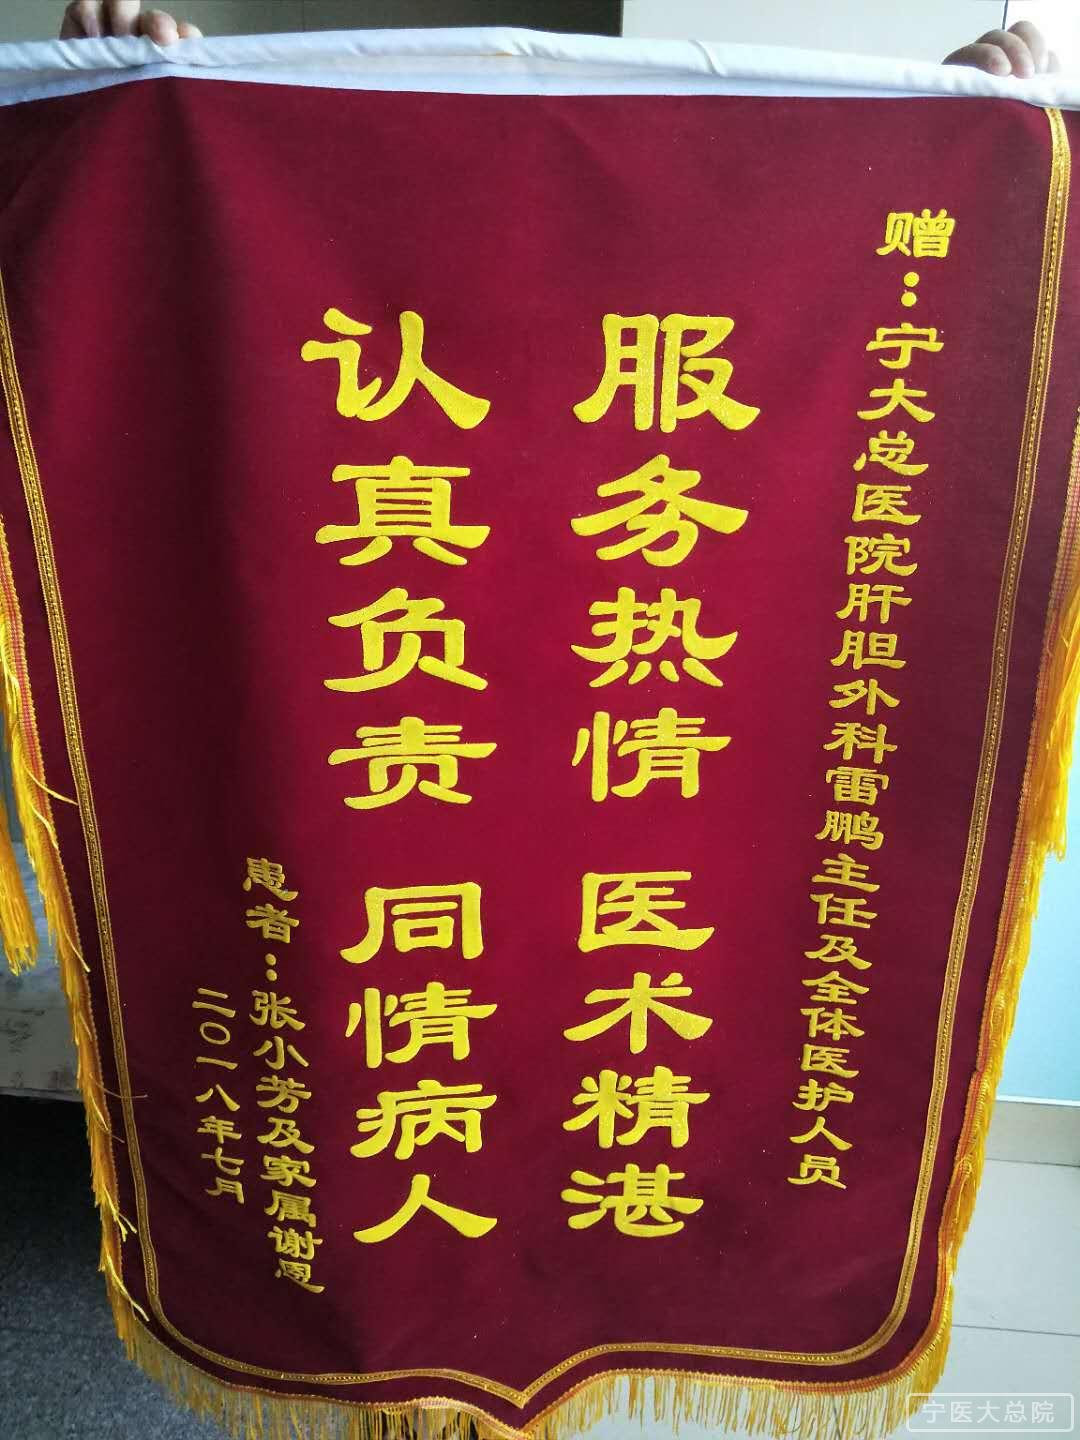 赠：宁大总医院肝胆外科雷鹏主任及全体医护人员
服务热情 医术精湛
认真负责 同情病人
患者：张小芳及家属谢恩
二〇一八年七月
宁医大总院